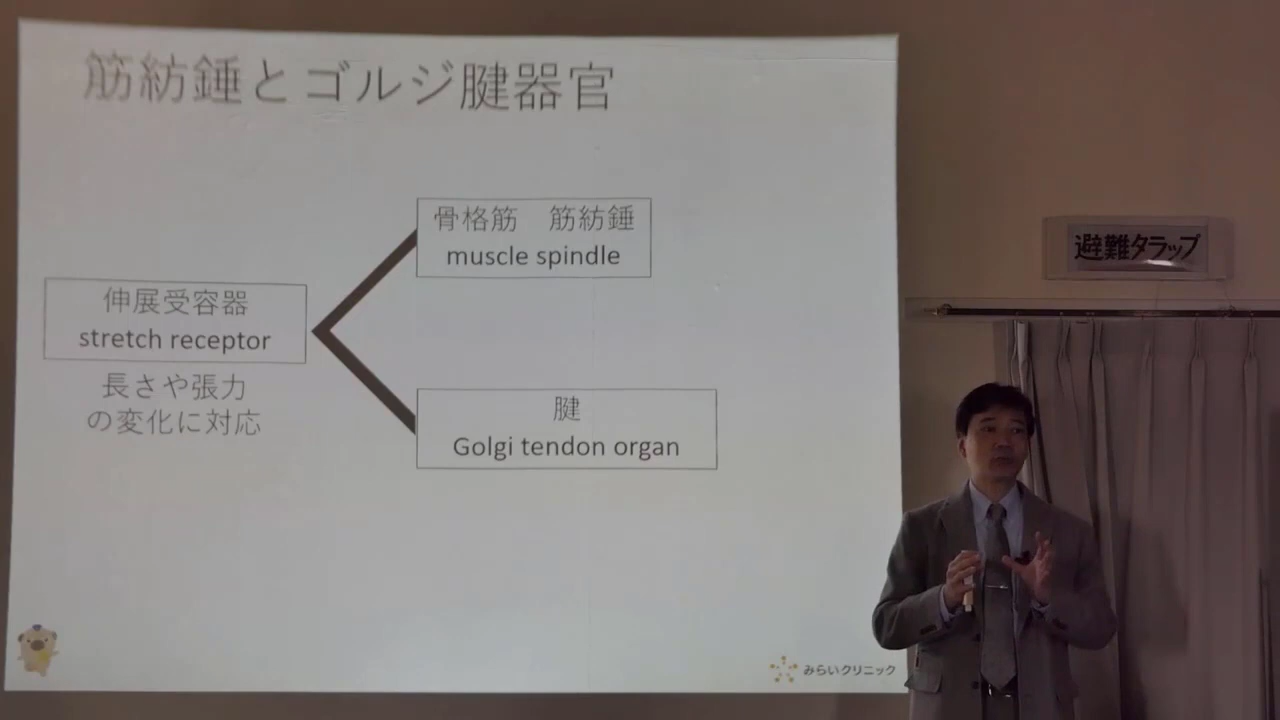 筋紡錘とゴルジ腱器官
骨格筋　筋紡錘
muscle spindle
伸展受容器
stretch receptor
長さや張力
の変化に対応
腱
Golgi tendon organ
みらいクリニック
避難タラップ